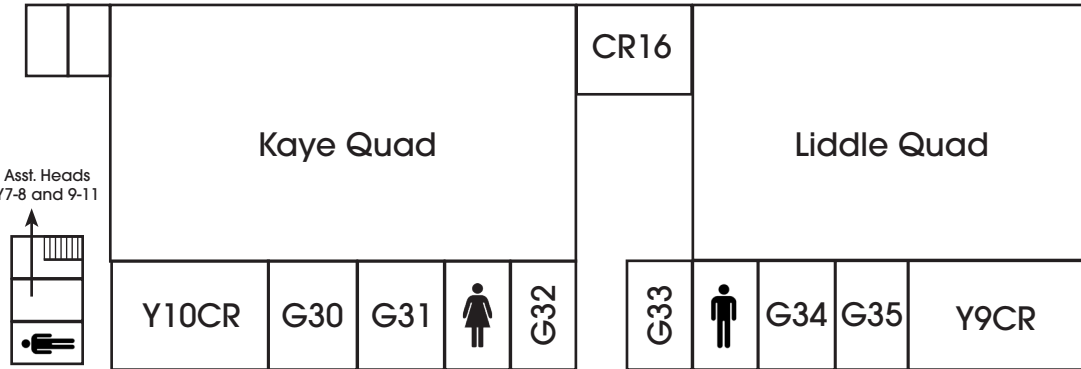 CR16
Kaye Quad
Liddle Quad
Asst. Heads
Y7-8 and 9-11
Y10CR
G30
G31
G32
G33
G34
G35
Y9CR